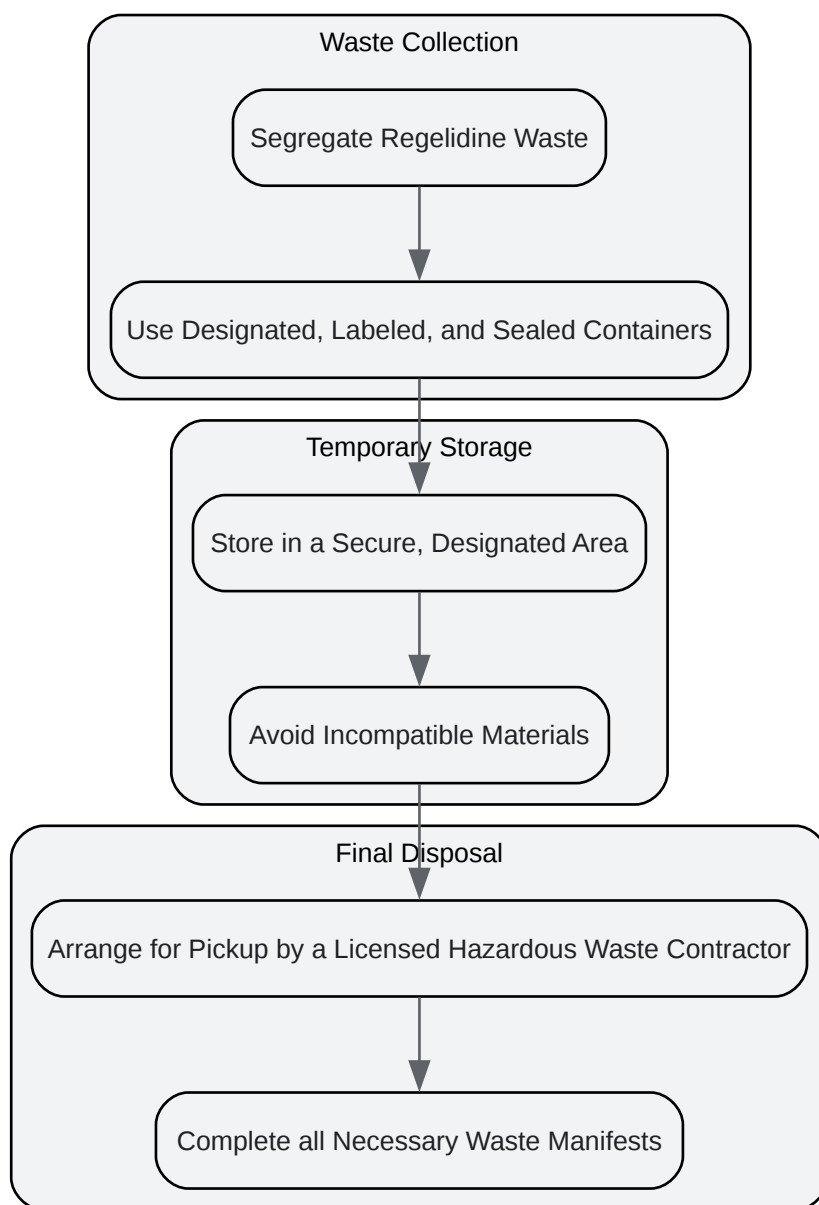 Waste Collection
Segregate Regelidine Waste
Use Designated, Labeled, and Sealed Containers
Temporary Storage
Store in a Secure, Designated Area
Avoid Incompatible Materials
Final Disposal
Arrange for Pickup by a Licensed Hazardous Waste Contractor
Complete all Necessary Waste Manifests